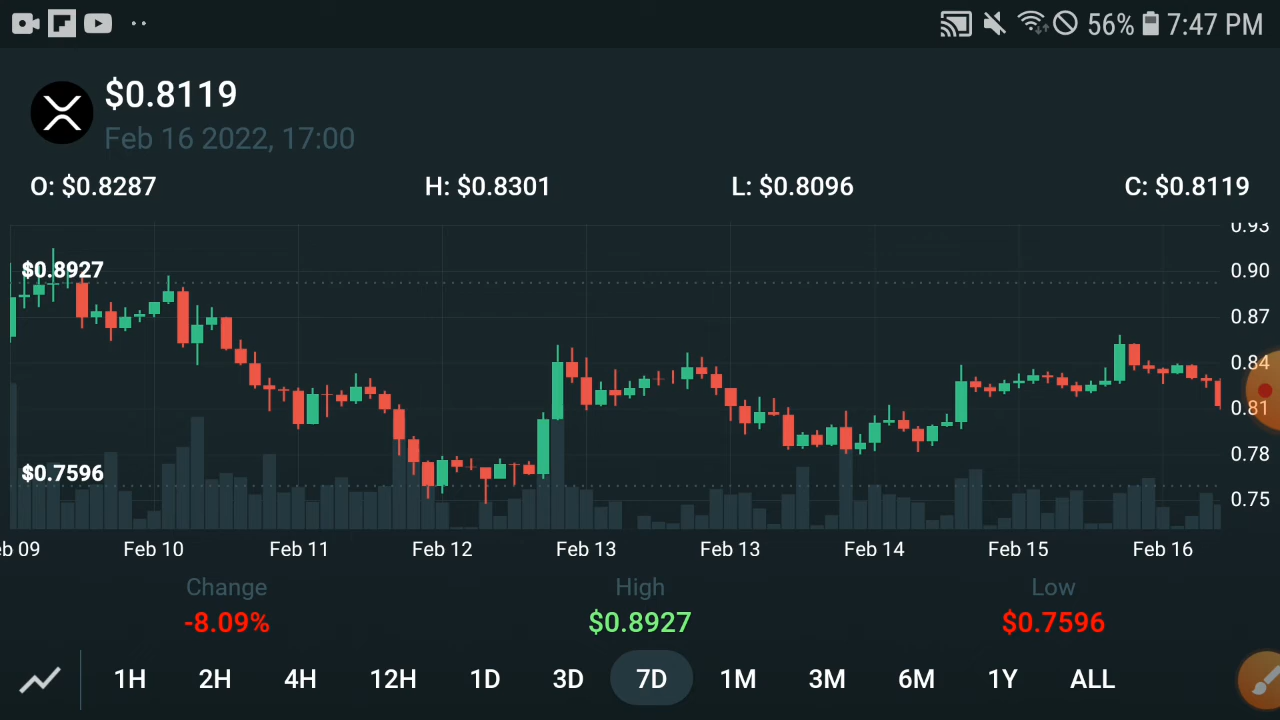 56% 7:47 PM
$0.8119
Feb 16 2022, 17:00
O: $0.8287 H: $0.8301 L: $0.8096 C: $0.8119
0.93
$0.8927 0.90
0.87
0.84
0.81
0.78
$0.7596
0.75
eb 09 Feb 10 Feb 11 Feb 12 Feb 13 Feb 13 Feb 14 Feb 15 Feb 16
Change High Low
-8.09% $0.8927 $0.7596
1H 2H 4H 12H 1D 3D 7D 1M 3M 6M 1Y ALL